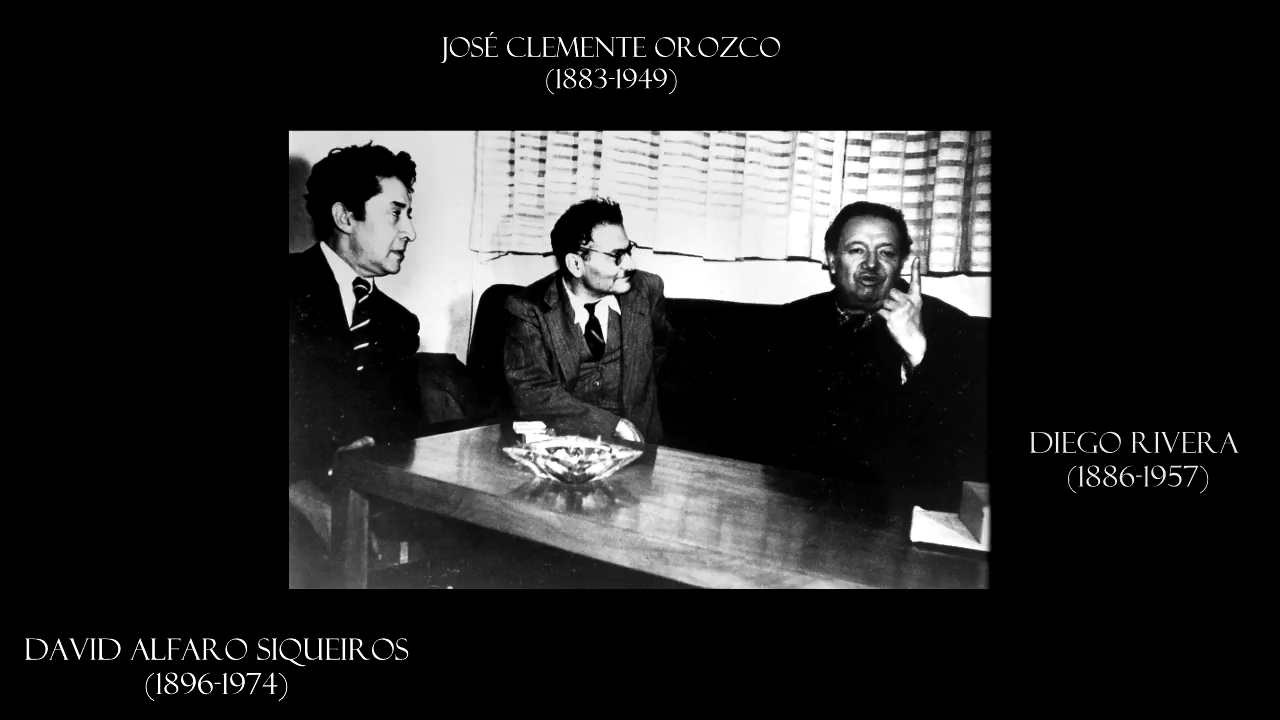 JOSÉ CLEMENTE OROZCO
(1883-1949)
DIEGO RIVERA
(1886-1957)
DAVID ALFARO SIQUEIROS
(1896-1974)